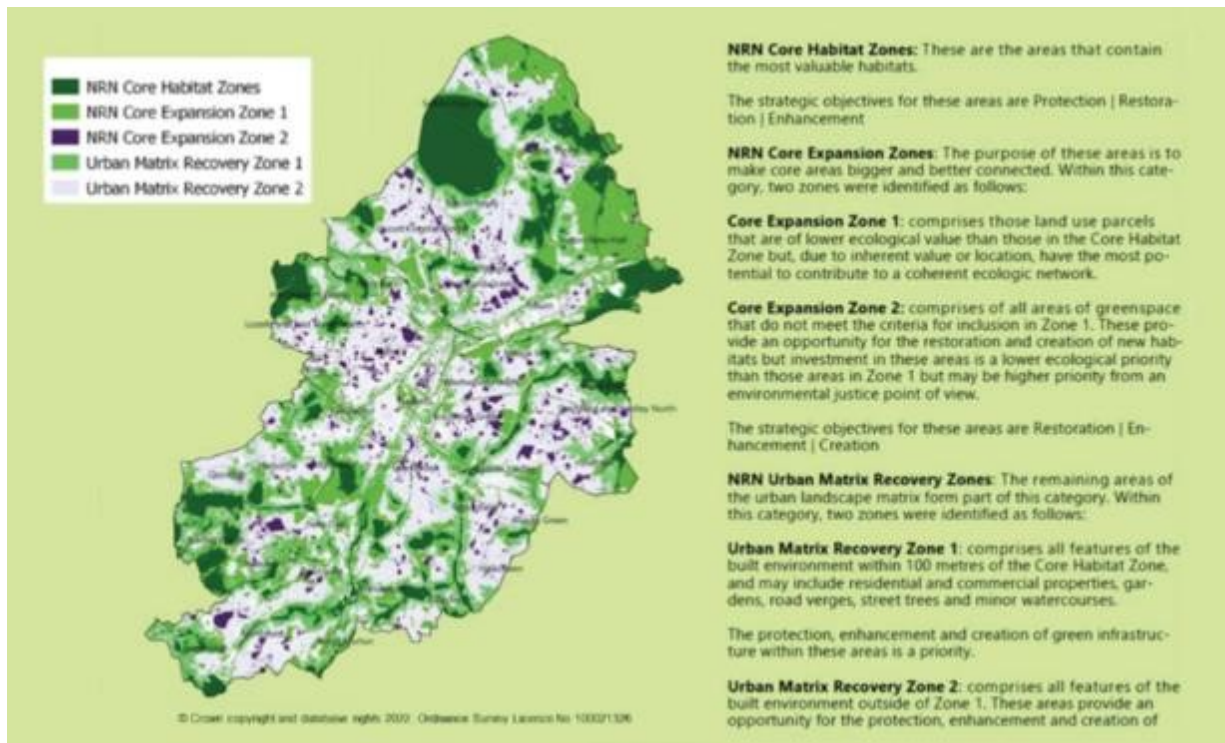 NRN Core Habitat Zones
NRN Core Expansion Zone 1
NRN Core Expansion Zone 2
Urban Matrix Recovery Zone 1
Urban Matrix Recovery Zone 2
© Crown copyright and database rights 2022 Ordnance Survey Licence No 100021326
NRN Core Habitat Zones: These are the areas that contain
the most valuable habitats.
The strategic objectives for these areas are Protection | Restora-
tion | Enhancement
NRN Core Expansion Zones: The purpose of these areas is to
make core areas bigger and better connected. Within this cate-
gory, two zones were identified as follows:
Core Expansion Zone 1: comprises those land use parcels
that are of lower ecological value than those in the Core Habitat
Zone but, due to inherent value or location, have the most po-
tential to contribute to a coherent ecologic network.
Core Expansion Zone 2: comprises of all areas of greenspace
that do not meet the criteria for inclusion in Zone 1. These pro-
vide an opportunity for the restoration and creation of new hab-
itats but investment in these areas is a lower ecological priority
than those areas in Zone 1 but may be higher priority from an
environmental justice point of view.
The strategic objectives for these areas are Restoration | En-
hancement | Creation
NRN Urban Matrix Recovery Zones: The remaining areas of
the urban landscape matrix form part of this category. Within
this category, two zones were identified as follows:
Urban Matrix Recovery Zone 1: comprises all features of the
built environment within 100 metres of the Core Habitat Zone,
and may include residential and commercial properties, gar-
dens, road verges, street trees and minor watercourses.
The protection, enhancement and creation of green infrastruc-
ture within these areas is a priority.
Urban Matrix Recovery Zone 2: comprises all features of the
built environment outside of Zone 1. These areas provide an
opportunity for the protection, enhancement and creation of